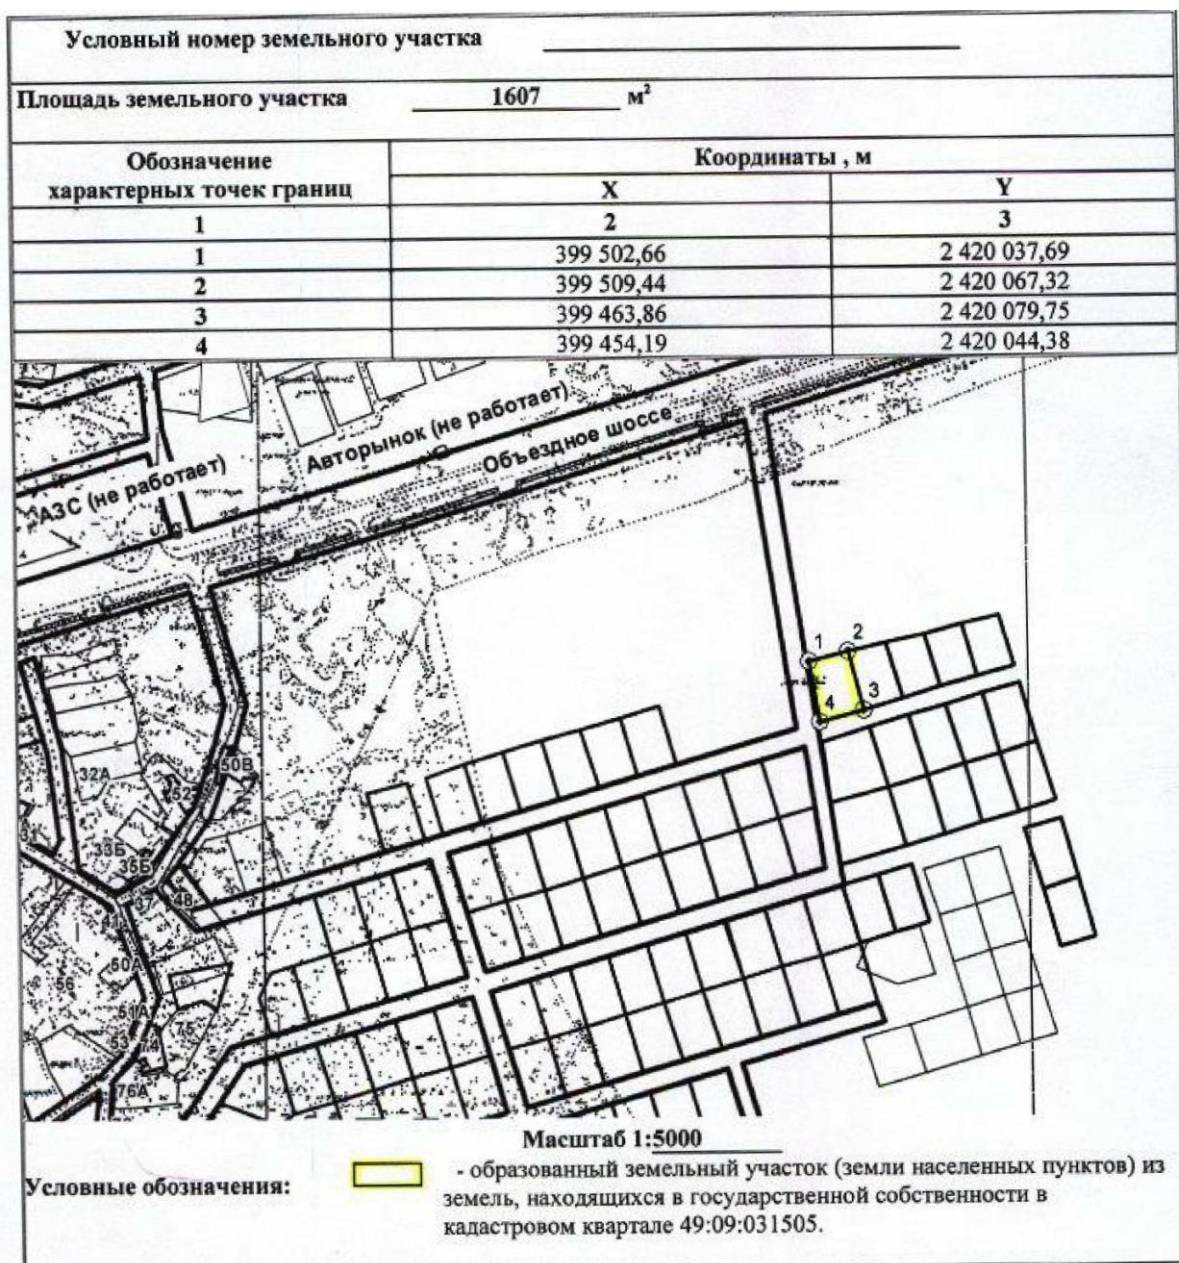 Условный номер земельного участка
Площадь земельного участка 1607 м²
Обозначение характерных точек границ
Координаты , м
X Y
1 2 3
1 399 502,66 2 420 037,69
2 399 509,44 2 420 067,32
3 399 463,86 2 420 079,75
4 399 454,19 2 420 044,38
Авторынок (не работает)
Объездное шоссе
АЗС (не работает)
1
2
3
4
32А
50В
52
31
33Б
35Б
37
48
41
50А
56
51А
53
75
74
76А
Масштаб 1:5000
Условные обозначения:
- образованный земельный участок (земли населенных пунктов) из
земель, находящихся в государственной собственности в
кадастровом квартале 49:09:031505.